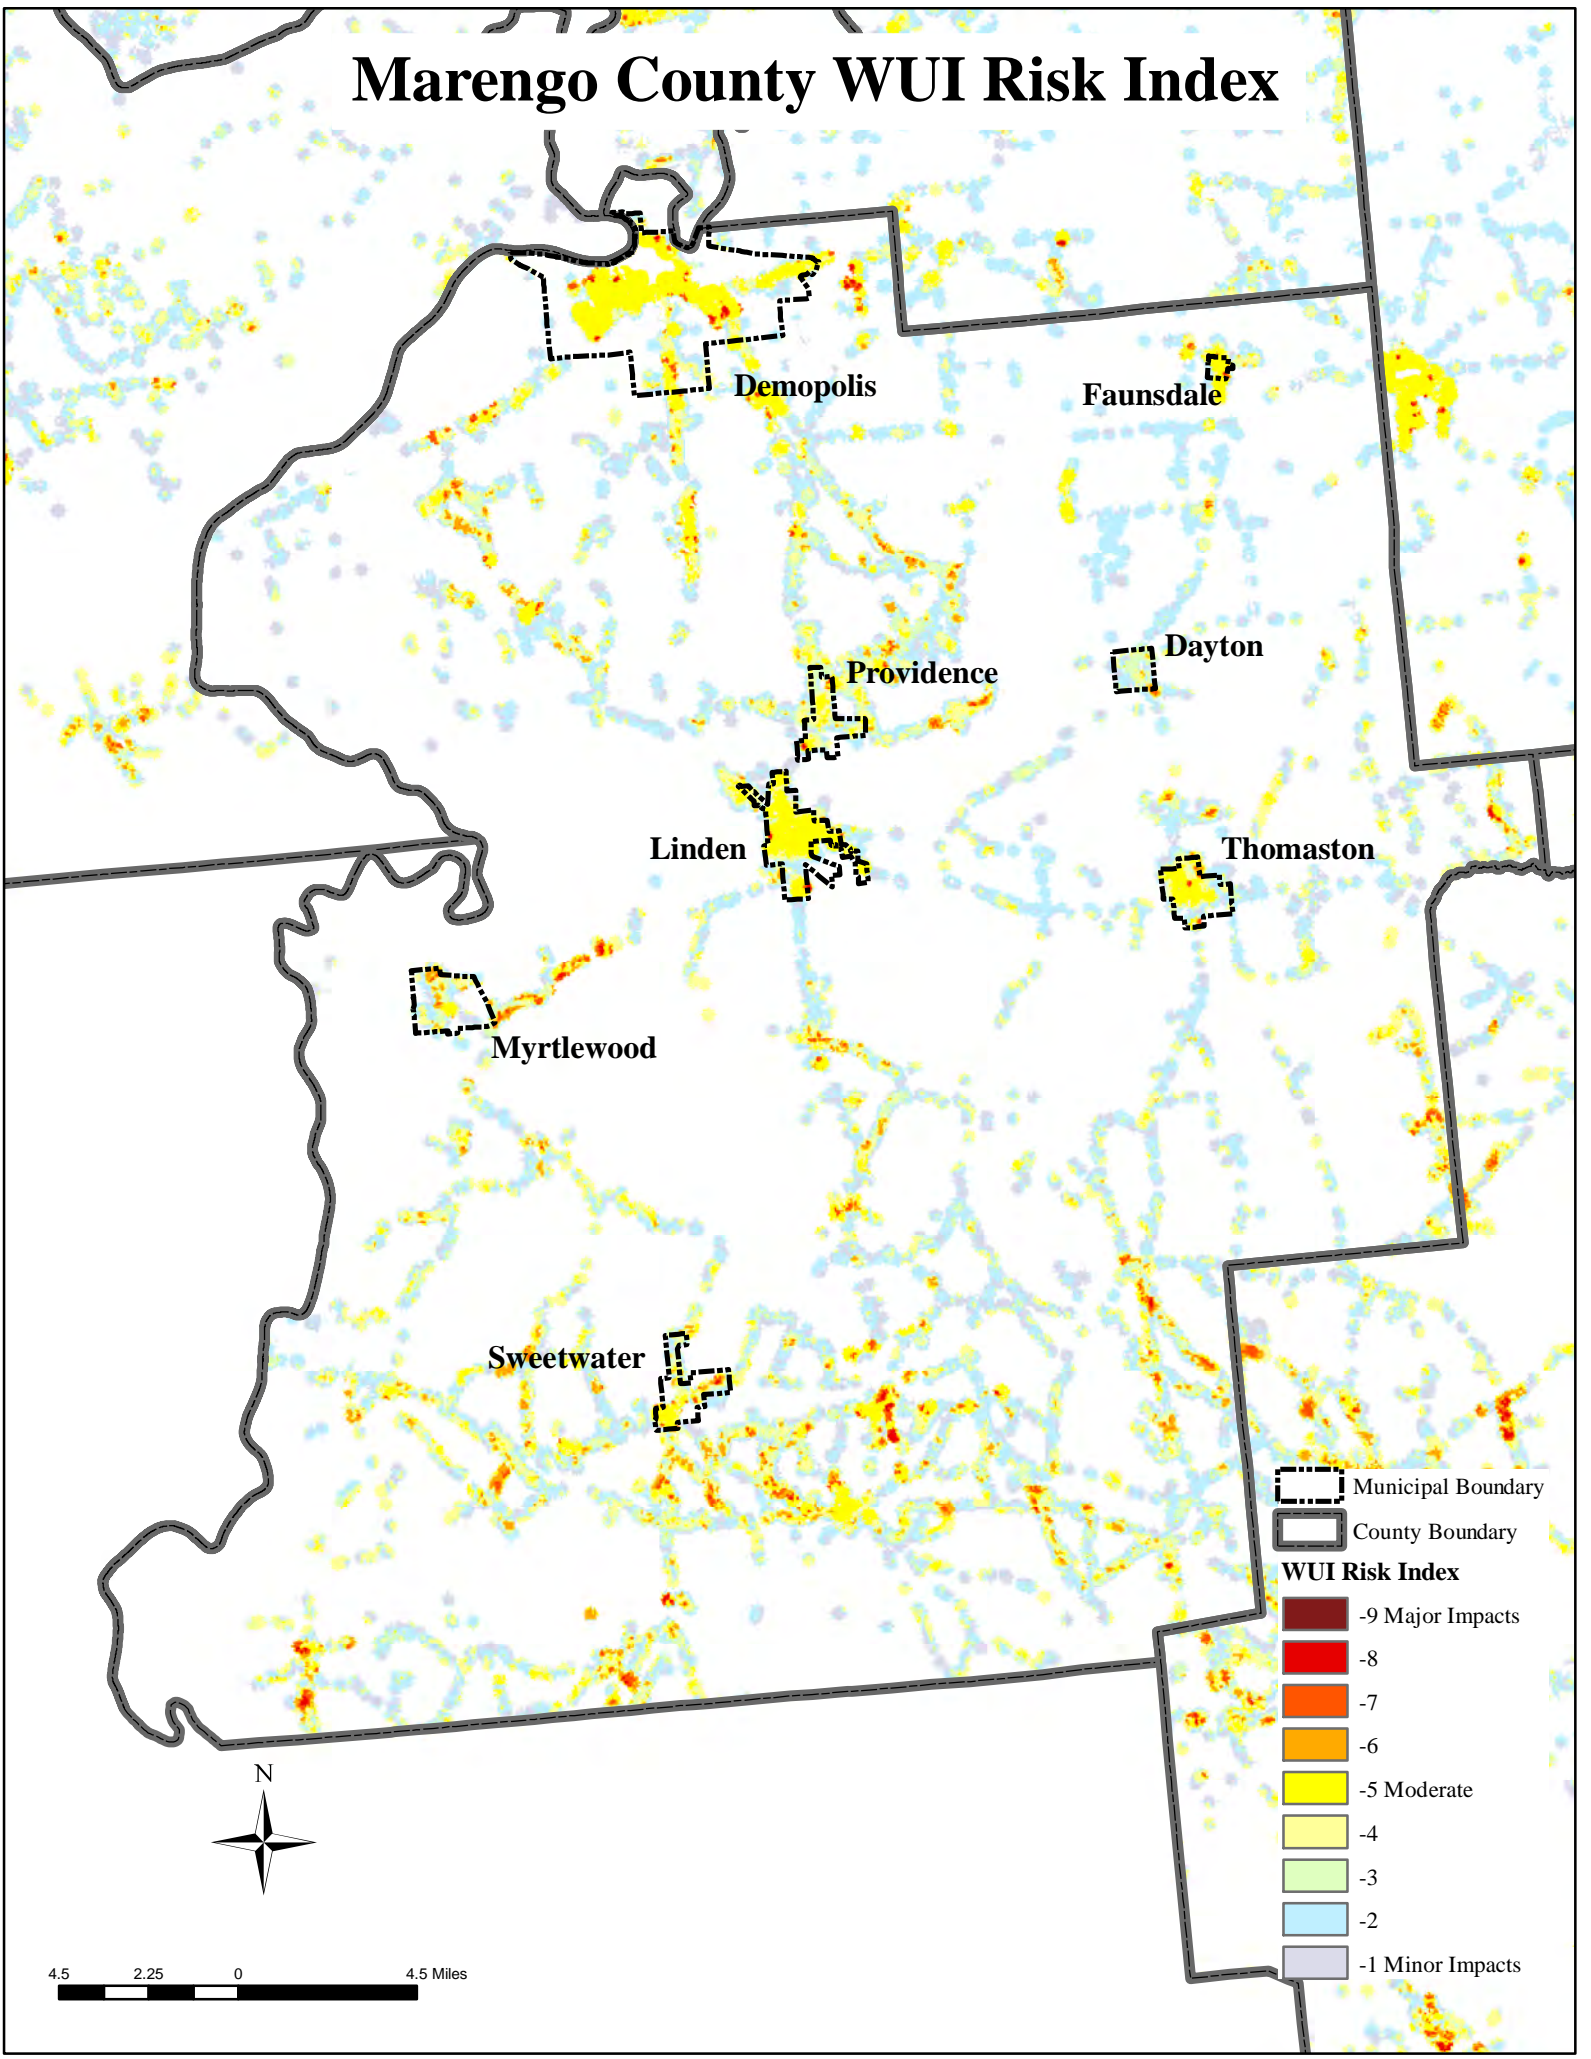 Marengo County WUI Risk Index
Demopolis
Faunsdale
Dayton
Providence
Linden
Thomaston
Myrtlewood
Sweetwater
Municipal Boundary
County Boundary
WUI Risk Index
-9 Major Impacts
-8
-7
-6
-5 Moderate
-4
-3
-2
-1 Minor Impacts
N
4.5 2.25 0 4.5 Miles